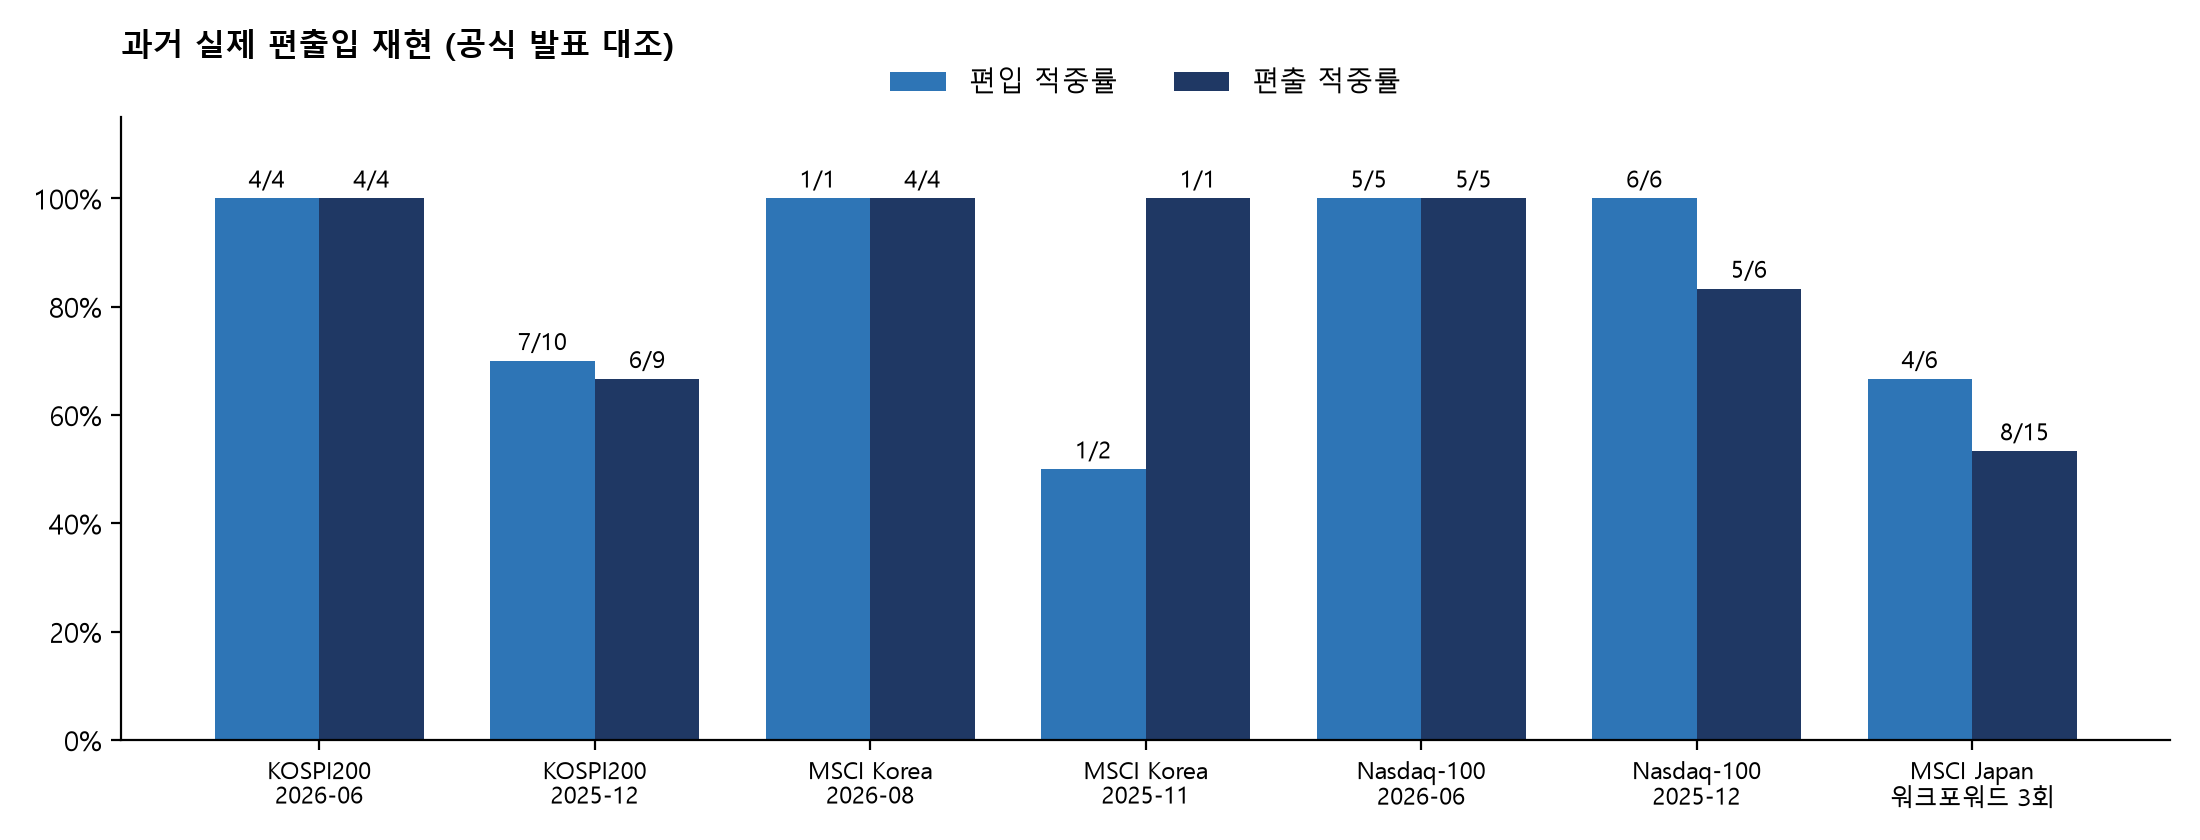 과거 실제 편출입 재현 (공식 발표 대조)
편입 적중률 편출 적중률
100%
80%
60%
40%
20%
0%
4/4 4/4
7/10 6/9
1/1 4/4
1/2 1/1
5/5 5/5
6/6 5/6
4/6 8/15
KOSPI200
2026-06
KOSPI200
2025-12
MSCI Korea
2026-08
MSCI Korea
2025-11
Nasdaq-100
2026-06
Nasdaq-100
2025-12
MSCI Japan
워크포워드 3회